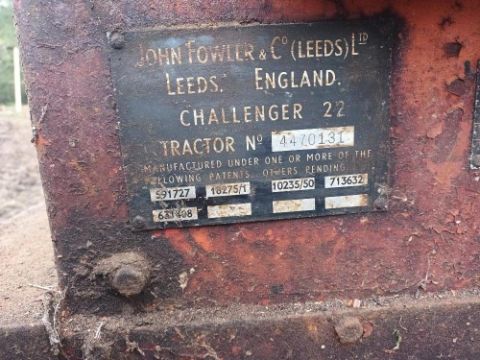 JOHN FOWLER & Cº (LEEDS) LTD
LEEDS. ENGLAND.
CHALLENGER 22
TRACTOR Nº 4470131
MANUFACTURED UNDER ONE OR MORE OF THE
FOLLOWING PATENTS. OTHERS PENDING.
591727 18275/1 10235/50 713632
631408